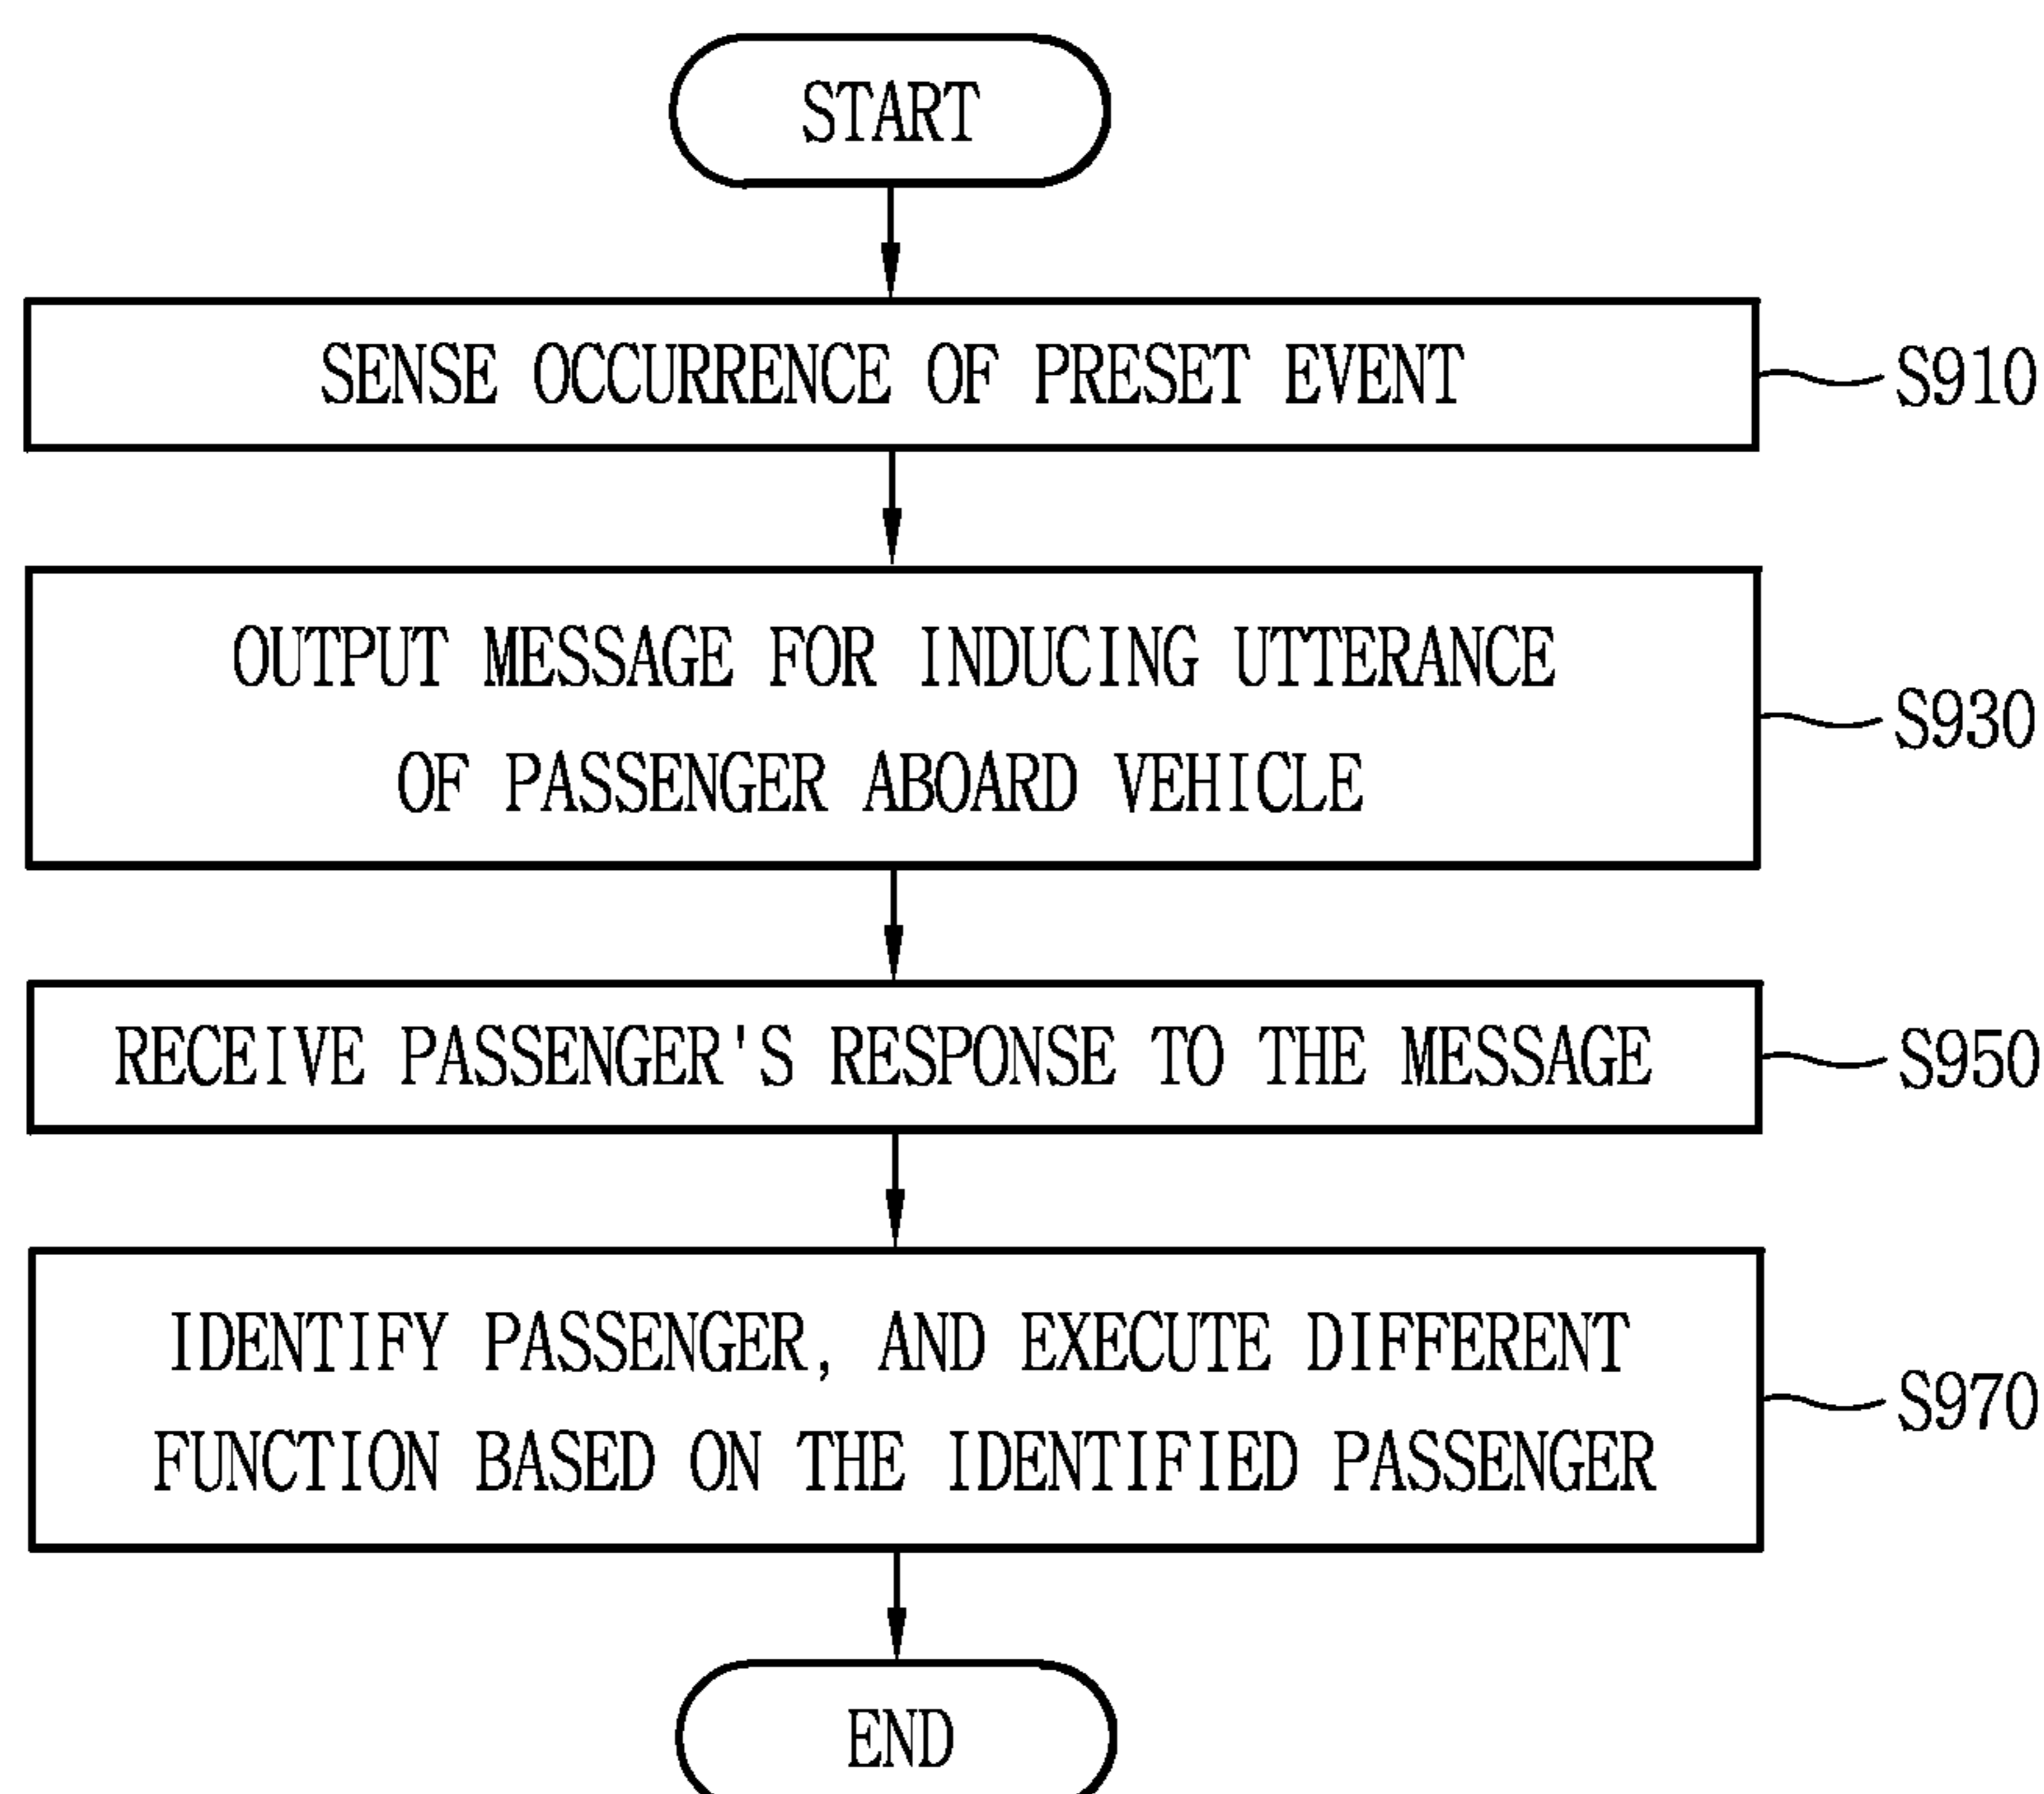 START
SENSE OCCURRENCE OF PRESET EVENT
S910
OUTPUT MESSAGE FOR INDUCING UTTERANCE
OF PASSENGER ABOARD VEHICLE
S930
RECEIVE PASSENGER'S RESPONSE TO THE MESSAGE
S950
IDENTIFY PASSENGER, AND EXECUTE DIFFERENT
FUNCTION BASED ON THE IDENTIFIED PASSENGER
S970
END